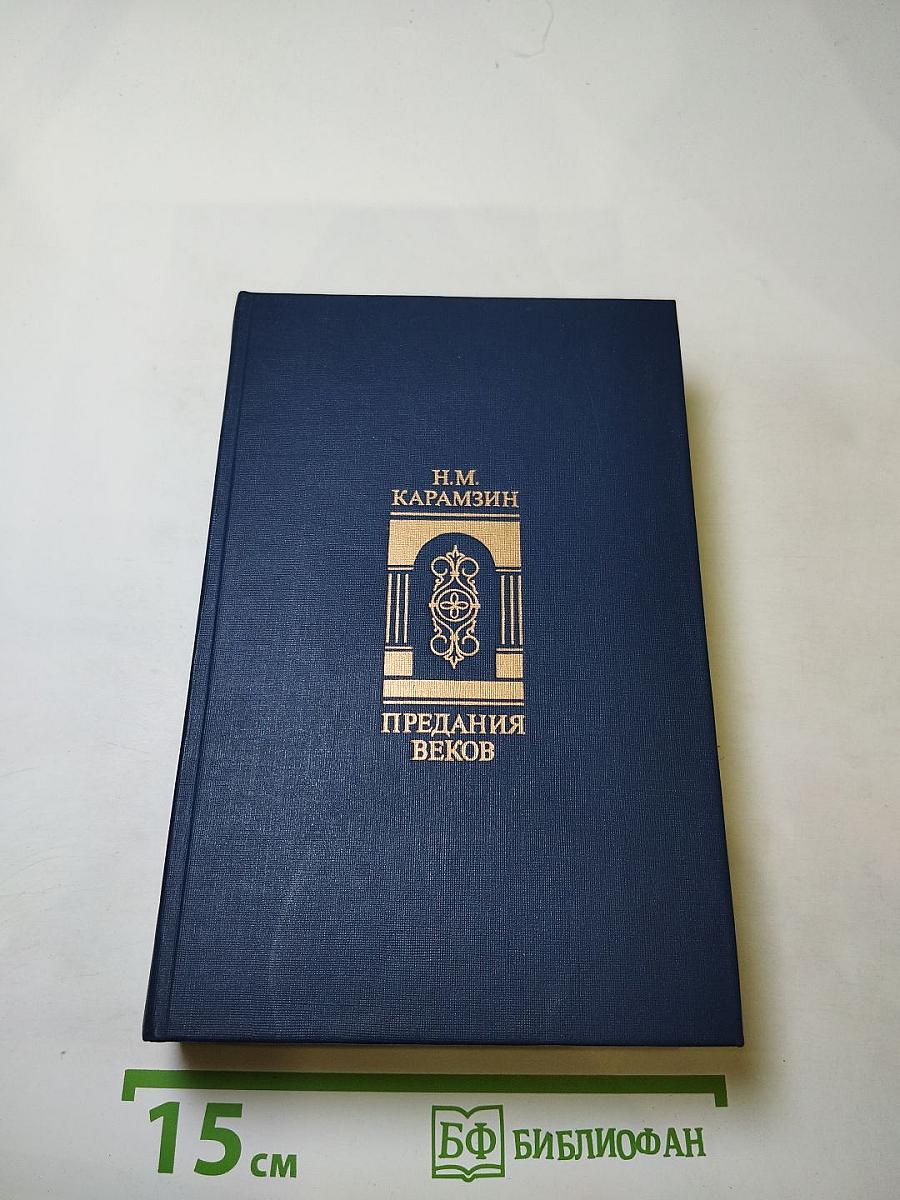 Н.М.
КАРАМЗИН
ПРЕДАНИЯ
ВЕКОВ
15 см
БФ БИБЛИОФАН